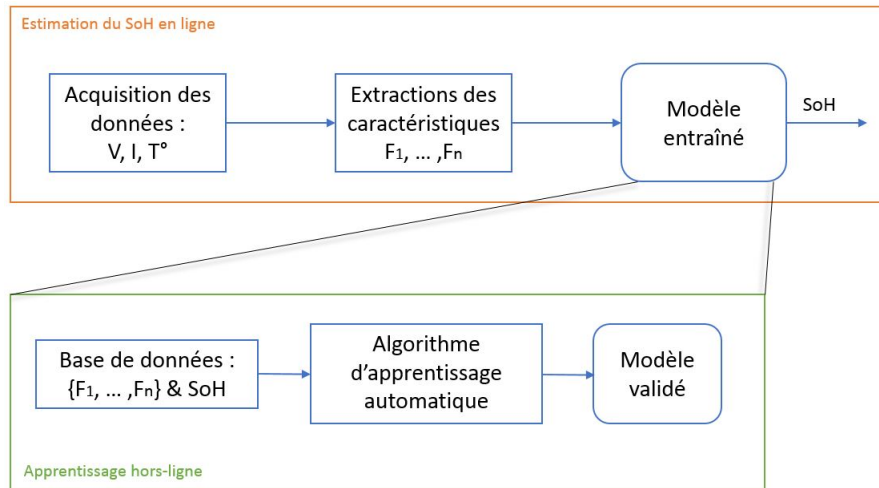 Estimation du SoH en ligne
Acquisition des
données :
V, I, T°
Extractions des
caractéristiques
F₁, ... ,Fₙ
Modèle
entraîné
SoH
Base de données :
{F₁, ... ,Fₙ} & SoH
Algorithme
d'apprentissage
automatique
Modèle
validé
Apprentissage hors-ligne